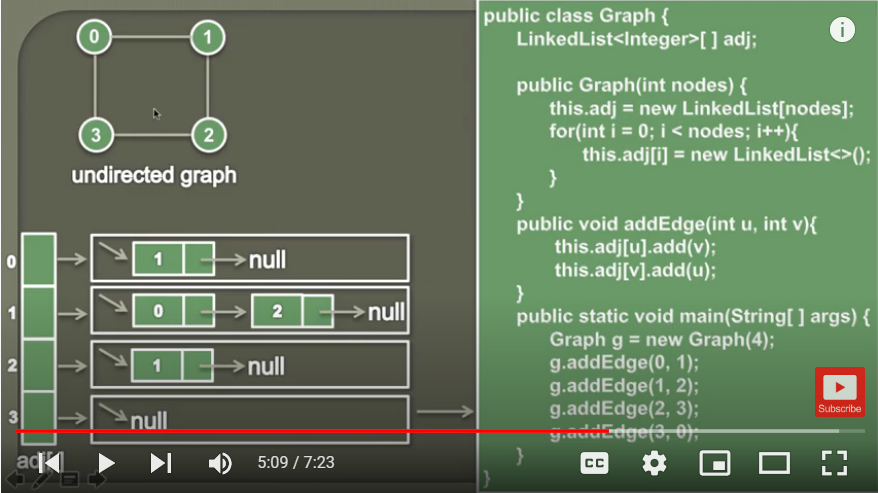 0 1
3 2
undirected graph
0 1 null
1 0 2 null
2 1 null
3 null
adj[]
public class Graph {
LinkedList<Integer>[ ] adj;
public Graph(int nodes) {
this.adj = new LinkedList[nodes];
for(int i = 0; i < nodes; i++){
this.adj[i] = new LinkedList<>();
}
}
public void addEdge(int u, int v){
this.adj[u].add(v);
this.adj[v].add(u);
}
public static void main(String[ ] args) {
Graph g = new Graph(4);
g.addEdge(0, 1);
g.addEdge(1, 2);
g.addEdge(2, 3);
g.addEdge(3, 0);
}
}
i
Subscribe
5:09 / 7:23
CC